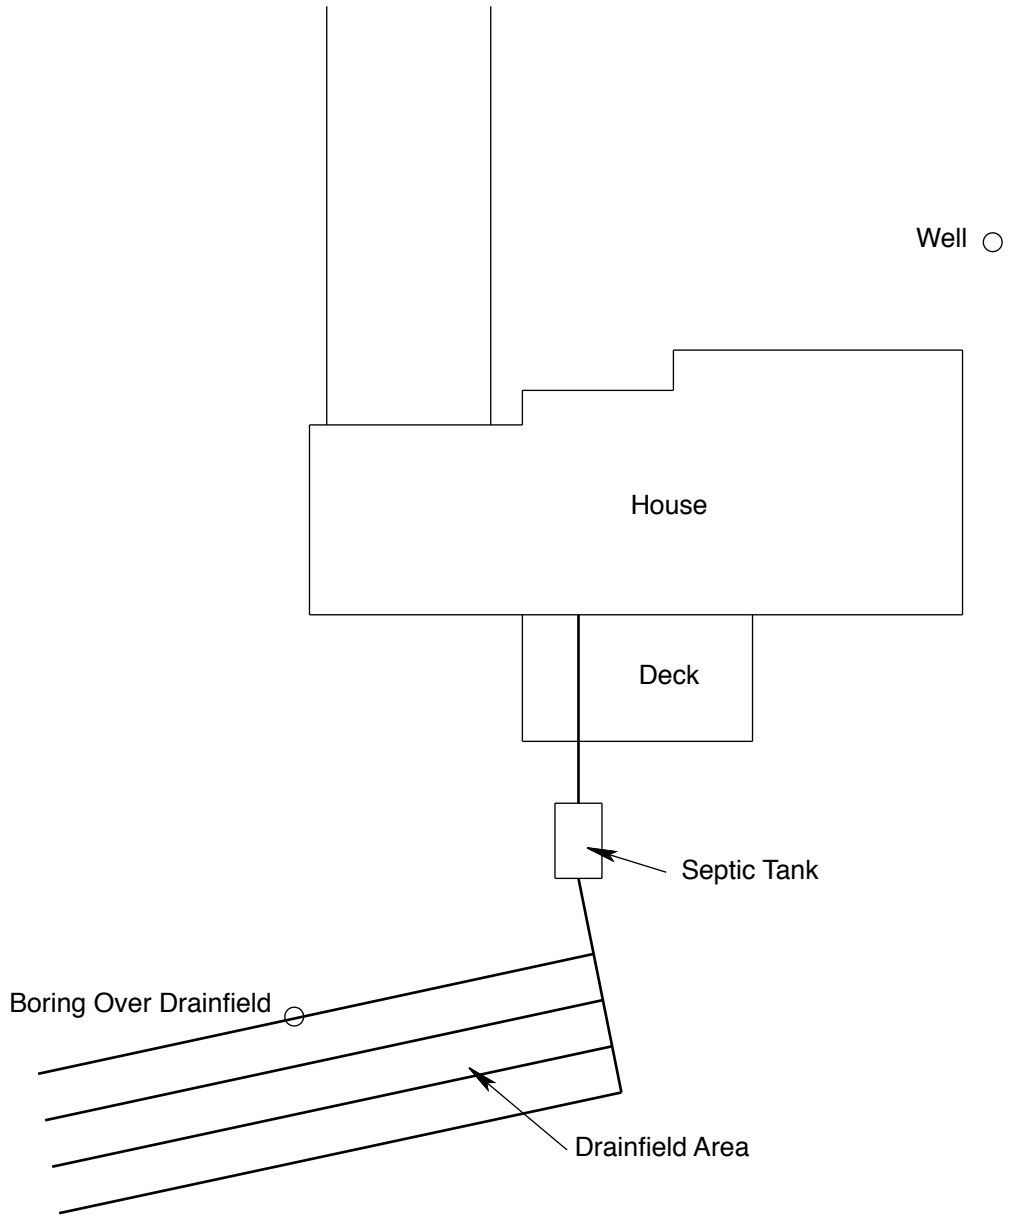 Well
House
Deck
Septic Tank
Boring Over Drainfield
Drainfield Area